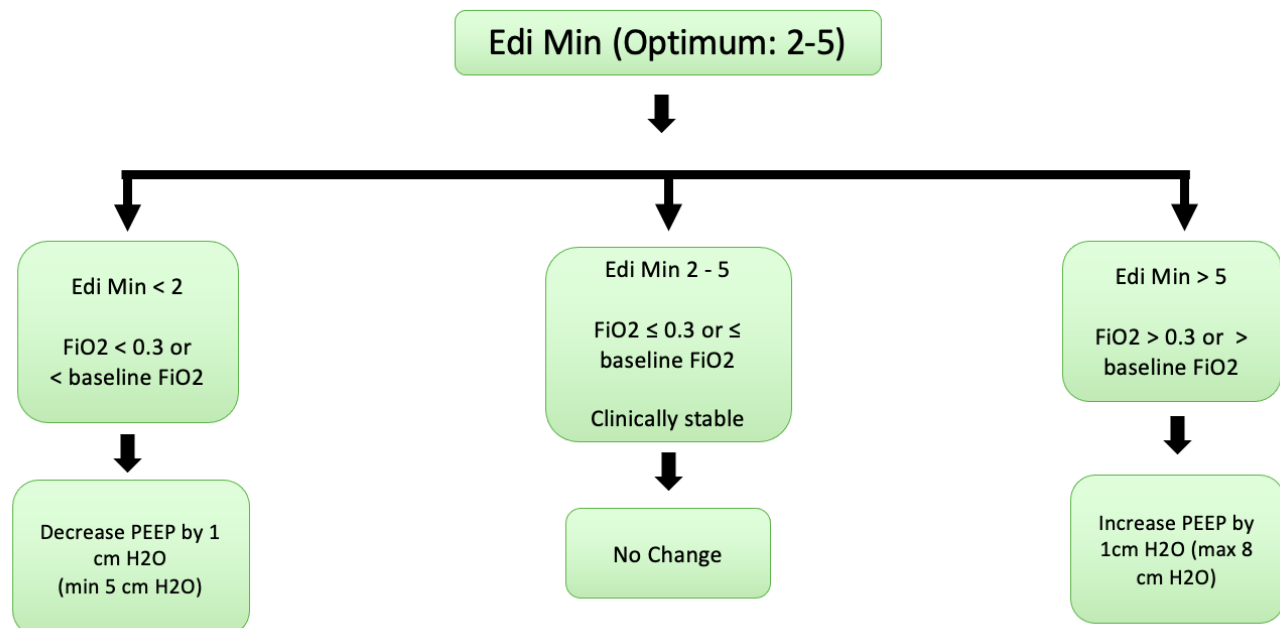 Edi Min (Optimum: 2-5)
Edi Min < 2
FiO2 < 0.3 or
< baseline FiO2
Decrease PEEP by 1
cm H2O
(min 5 cm H2O)
Edi Min 2 - 5
FiO2 ≤ 0.3 or ≤
baseline FiO2
Clinically stable
No Change
Edi Min > 5
FiO2 > 0.3 or  >
baseline FiO2
Increase PEEP by
1cm H2O (max 8
cm H2O)